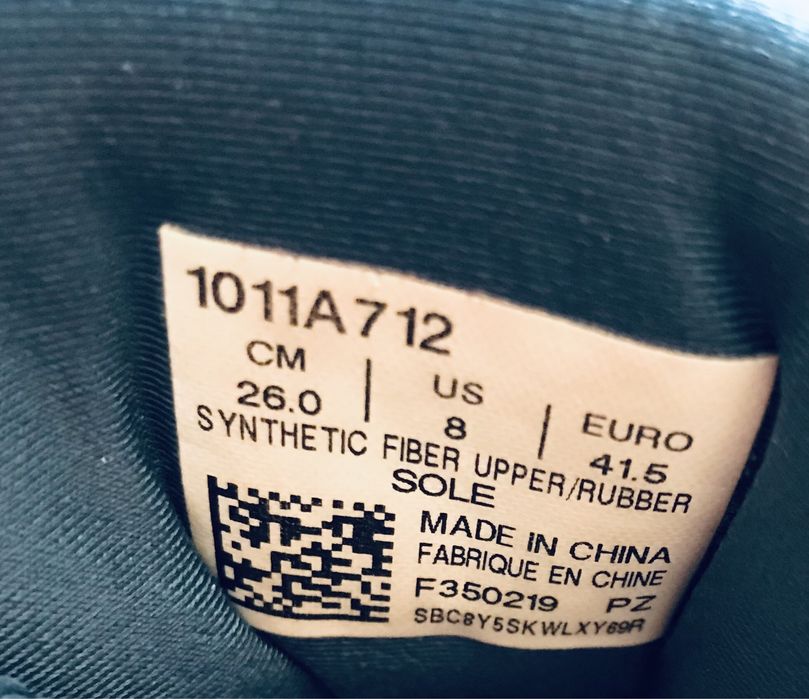 1011A712
CM | US | EURO
26.0 | 8 | 41.5
SYNTHETIC FIBER UPPER/RUBBER
SOLE
MADE IN CHINA
FABRIQUE EN CHINE
F350219 PZ
SBC8Y5SKWLXY69R